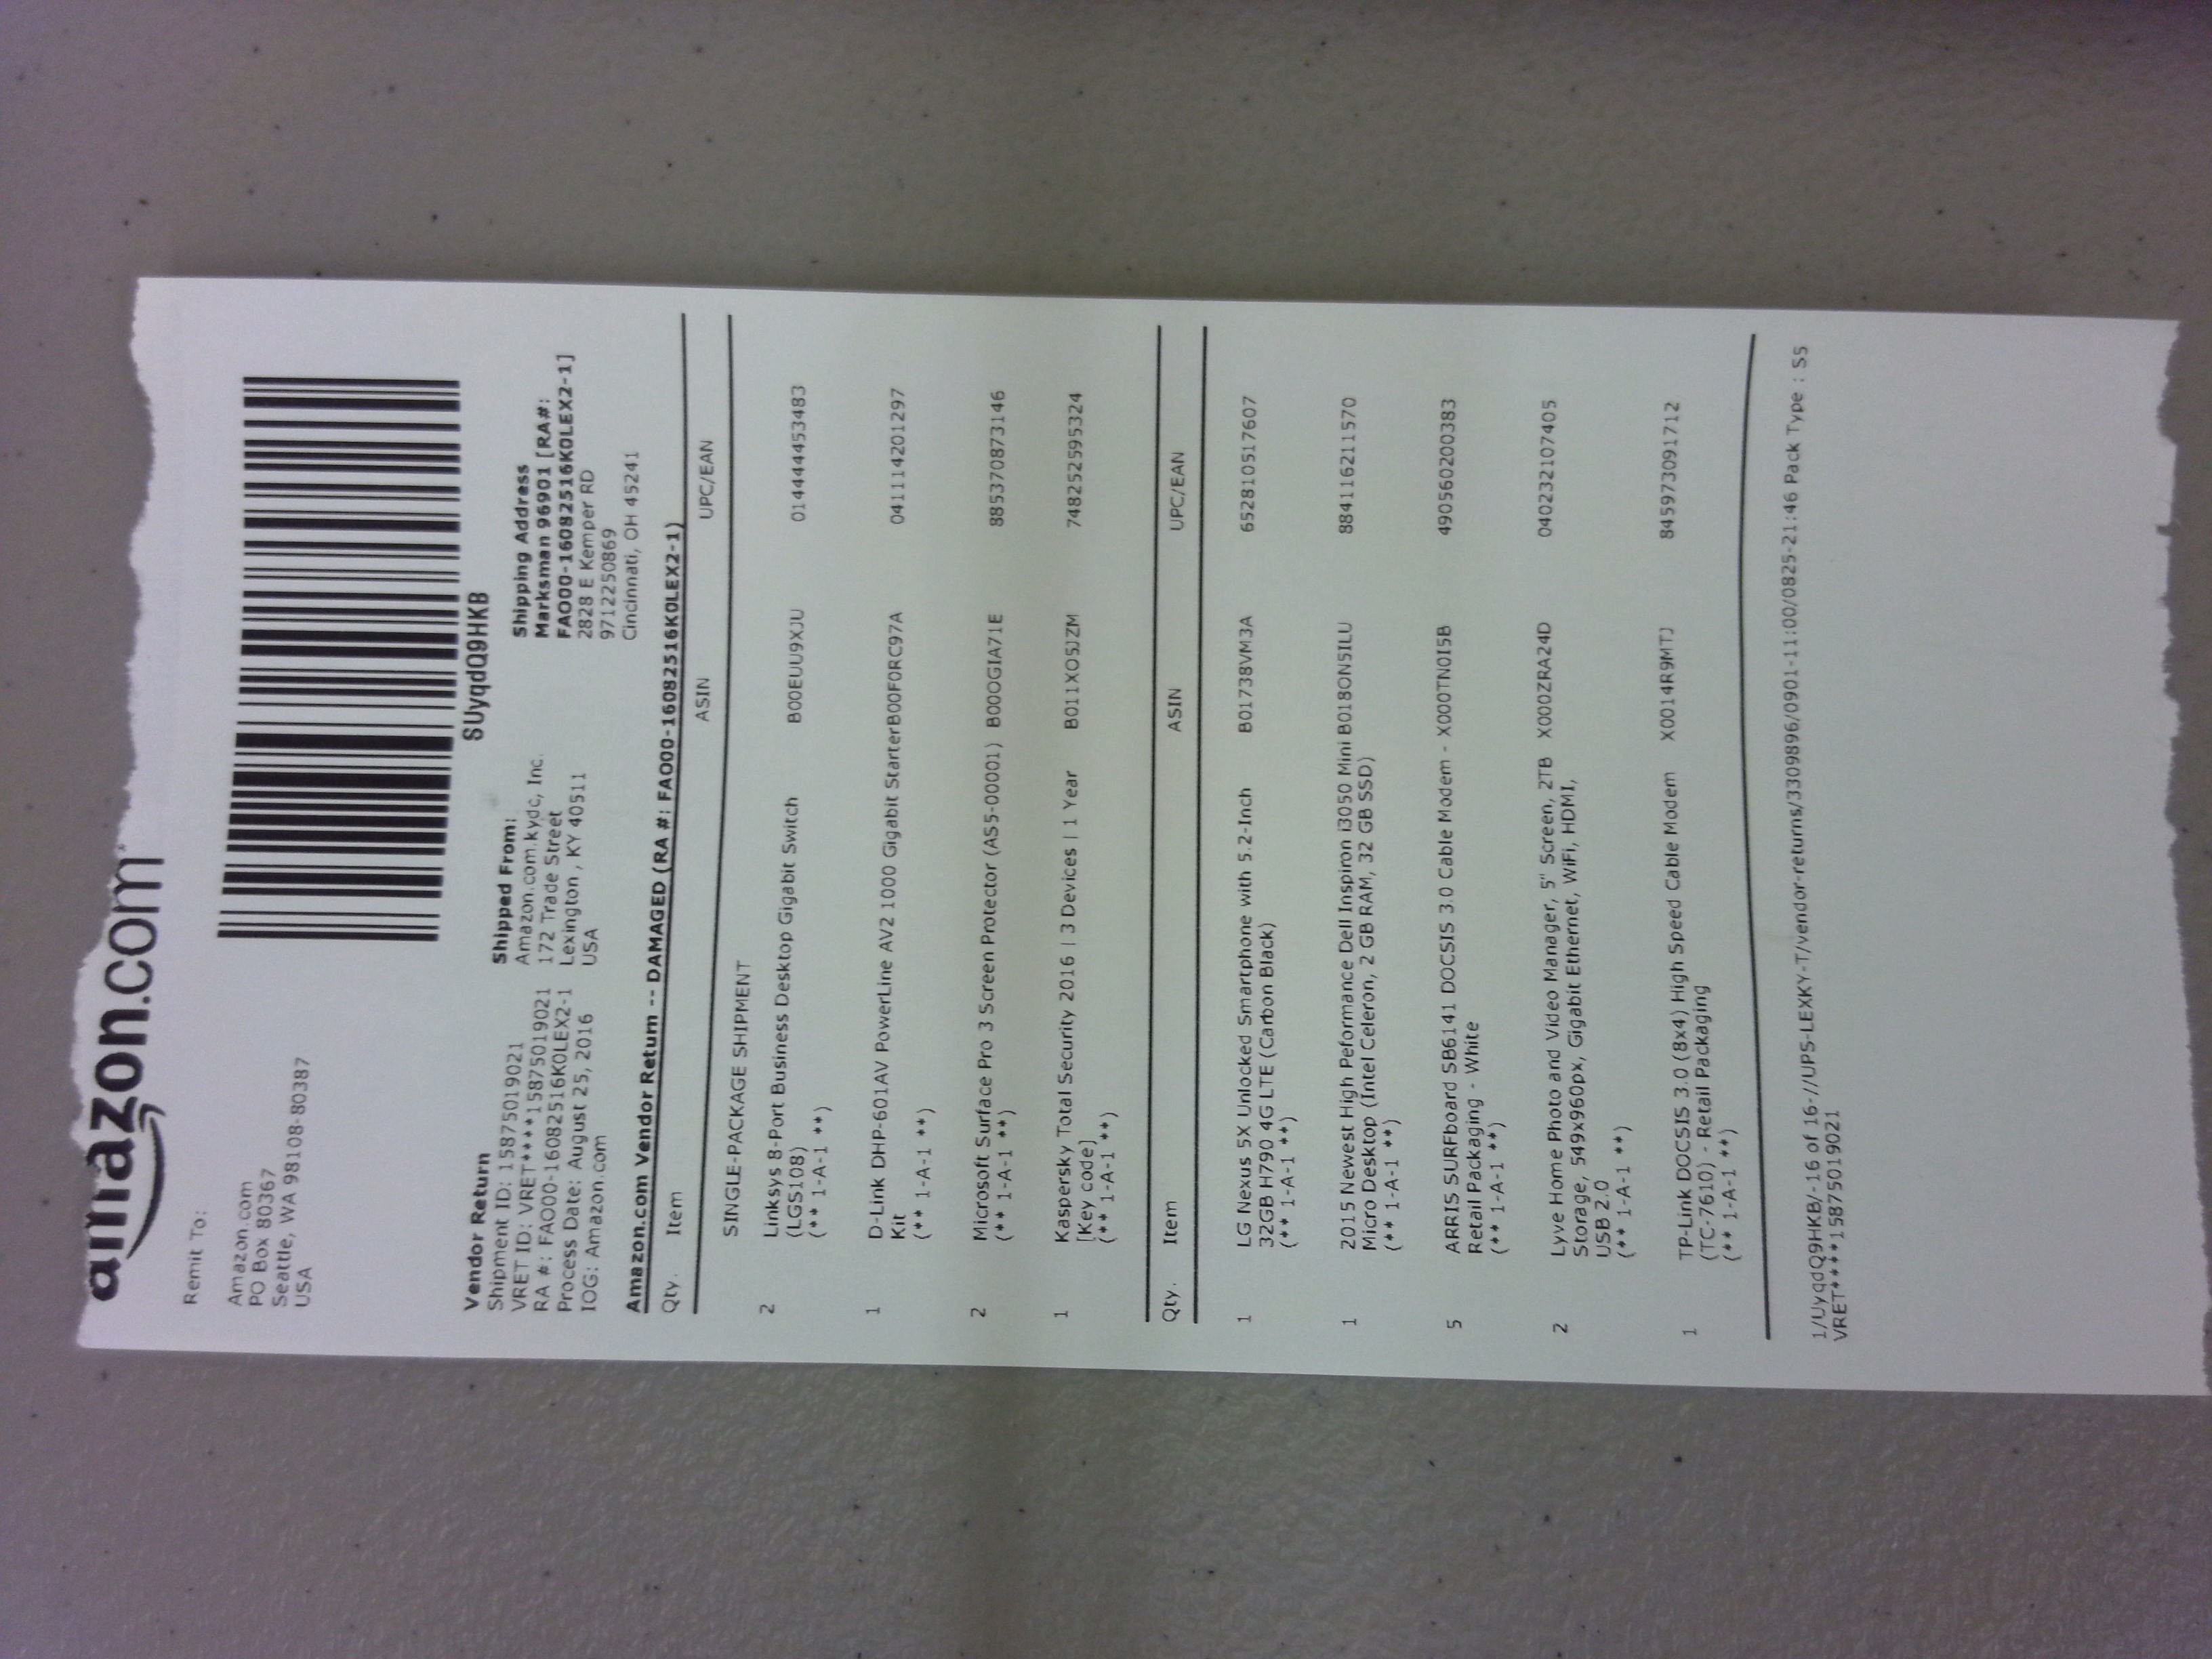 amazon.com
Remit To:
Amazon.com
PO Box 80367
Seattle, WA 98108-80387
USA
SUyqdQ9HKB
Vendor Return
Shipment ID: 1587501­9021
VRET ID: VRET****15875019021
RA #: FAO00-16082516K0LEX2-1
Process Date: August 25, 2016
IOG: Amazon.com
Shipped From:
Amazon.com.kydc, Inc.
172 Trade Street
Lexington , KY 40511
USA
Shipping Address
Marksman 96901 [RA#:
FAO00-16082516K0LEX2-1]
2828 E Kemper RD
9712250869
Cincinnati, OH 45241
Amazon.com Vendor Return -- DAMAGED (RA #: FAO00-16082516K0LEX2-1)
Qty. Item ASIN UPC/EAN
SINGLE-PACKAGE SHIPMENT
2 Linksys 8-Port Business Desktop Gigabit Switch B00EUU9XJU 014444453483
(LGS108)
(** 1-A-1 **)
1 D-Link DHP-601AV PowerLine AV2 1000 Gigabit StarterB00F0RC97A 041114201297
Kit
(** 1-A-1 **)
2 Microsoft Surface Pro 3 Screen Protector (AS5-00001) B00OGIA71E 885370873146
(** 1-A-1 **)
1 Kaspersky Total Security 2016 | 3 Devices | 1 Year B011XO5JZM 748252595324
[Key code]
(** 1-A-1 **)
Qty. Item ASIN UPC/EAN
1 LG Nexus 5X Unlocked Smartphone with 5.2-Inch B01738VM3A 652810517607
32GB H790 4G LTE (Carbon Black)
(** 1-A-1 **)
1 2015 Newest High Peformance Dell Inspiron i3050 Mini B018ON5ILU 884116211570
Micro Desktop (Intel Celeron, 2 GB RAM, 32 GB SSD)
(** 1-A-1 **)
5 ARRIS SURFboard SB6141 DOCSIS 3.0 Cable Modem - X000TN0I5B 490560200383
Retail Packaging - White
(** 1-A-1 **)
2 Lyve Home Photo and Video Manager, 5" Screen, 2TB X000ZRA24D 040232107405
Storage, 549x960px, Gigabit Ethernet, WiFi, HDMI,
USB 2.0
(** 1-A-1 **)
1 TP-Link DOCSIS 3.0 (8x4) High Speed Cable Modem X0014R9MTJ 845973091712
(TC-7610) - Retail Packaging
(** 1-A-1 **)
1/UyqdQ9HKB/-16 of 16-//UPS-LEXKY-T/vendor-returns/3309896/0901-11:00/0825-21:46 Pack Type : S5
VRET****15875019021